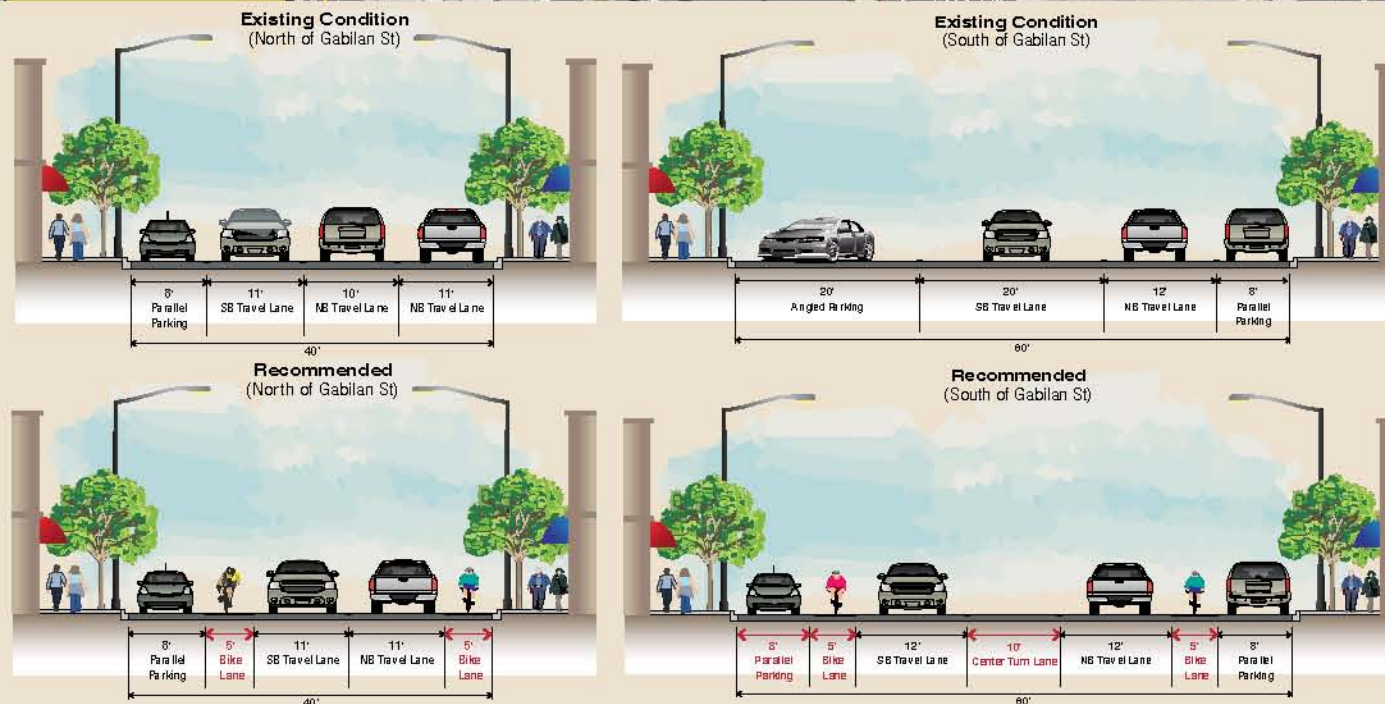 Existing Condition
(North of Gabilan St)
8' 11' 10' 11'
Parallel SB Travel Lane NB Travel Lane NB Travel Lane
Parking
40'
Existing Condition
(South of Gabilan St)
20' 20' 12' 8'
Angled Parking SB Travel Lane NB Travel Lane Parallel
Parking
60'
Recommended
(North of Gabilan St)
8' 5' 11' 11' 5'
Parallel Bike SB Travel Lane NB Travel Lane Bike
Parking Lane Lane
40'
Recommended
(South of Gabilan St)
8' 5' 12' 10' 12' 5' 8'
Parallel Bike SB Travel Lane Center Turn Lane NB Travel Lane Bike Parallel
Parking Lane Lane Parking
60'